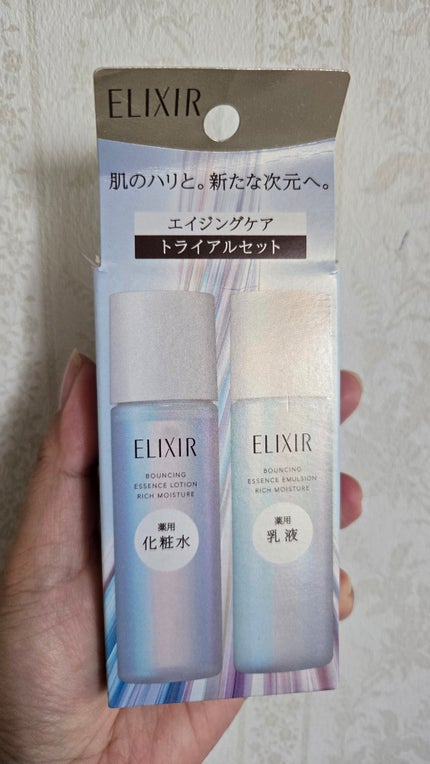 ELIXIR
肌のハリと。新たな次元へ。
エイジングケア
トライアルセット
ELIXIR
BOUNCING
ESSENCE LOTION
RICH MOISTURE
薬用
化粧水
ELIXIR
BOUNCING
ESSENCE EMULSION
RICH MOISTURE
薬用
乳液